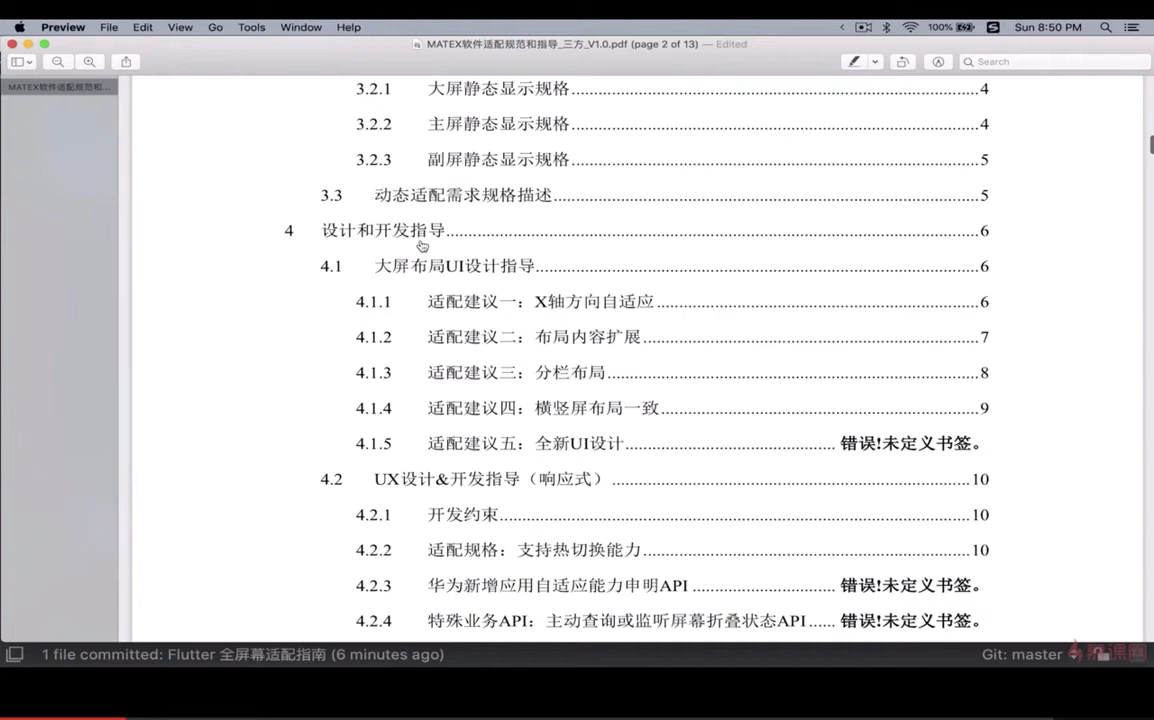 Preview File Edit View Go Tools Window Help 100% Sun 8:50 PM
MATEX软件适配规范和指导_三方_V1.0.pdf (page 2 of 13) — Edited
Search
MATEX软件适配规范和...
3.2.1 大屏静态显示规格 4
3.2.2 主屏静态显示规格 4
3.2.3 副屏静态显示规格 5
3.3 动态适配需求规格描述 5
4 设计和开发指导 6
4.1 大屏布局UI设计指导 6
4.1.1 适配建议一：X轴方向自适应 6
4.1.2 适配建议二：布局内容扩展 7
4.1.3 适配建议三：分栏布局 8
4.1.4 适配建议四：横竖屏布局一致 9
4.1.5 适配建议五：全新UI设计 错误!未定义书签。
4.2 UX设计&开发指导（响应式） 10
4.2.1 开发约束 10
4.2.2 适配规格：支持热切换能力 10
4.2.3 华为新增应用自适应能力申明API 错误!未定义书签。
4.2.4 特殊业务API：主动查询或监听屏幕折叠状态API 错误!未定义书签。
1 file committed: Flutter 全屏幕适配指南 (6 minutes ago) Git: master